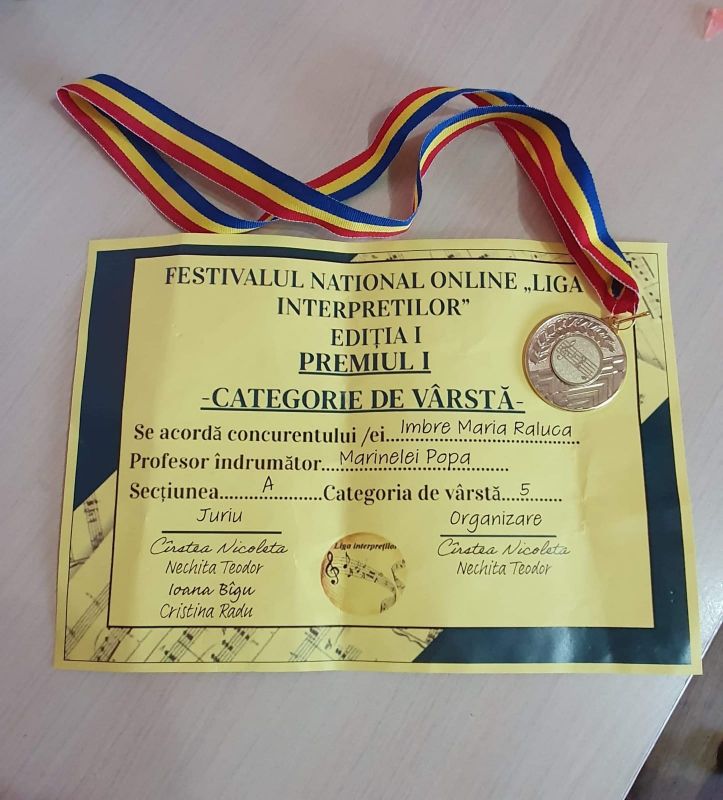 FESTIVALUL NATIONAL ONLINE „LIGA
INTERPRETILOR”
EDIȚIA I
PREMIUL I
-CATEGORIE DE VÂRSTĂ-
Se acordă concurentului /ei....Imbre Maria Raluca....
Profesor îndrumător....Marinelei Popa....
Secțiunea....A....Categoria de vârstă....5....
Juriu
Cîrstea Nicoleta
Nechita Teodor
Ioana Bîgu
Cristina Radu
Liga interpreților
Organizare
Cîrstea Nicoleta
Nechita Teodor